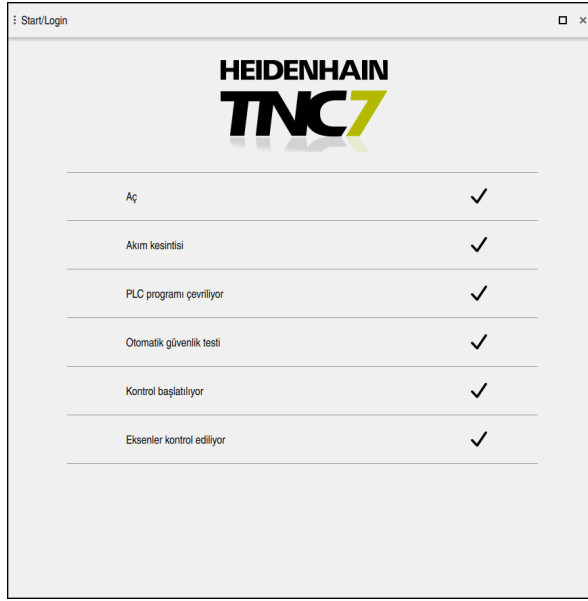 Start/Login
HEIDENHAIN
TNC7
Aç
Akım kesintisi
PLC programı çevriliyor
Otomatik güvenlik testi
Kontrol başlatılıyor
Eksenler kontrol ediliyor